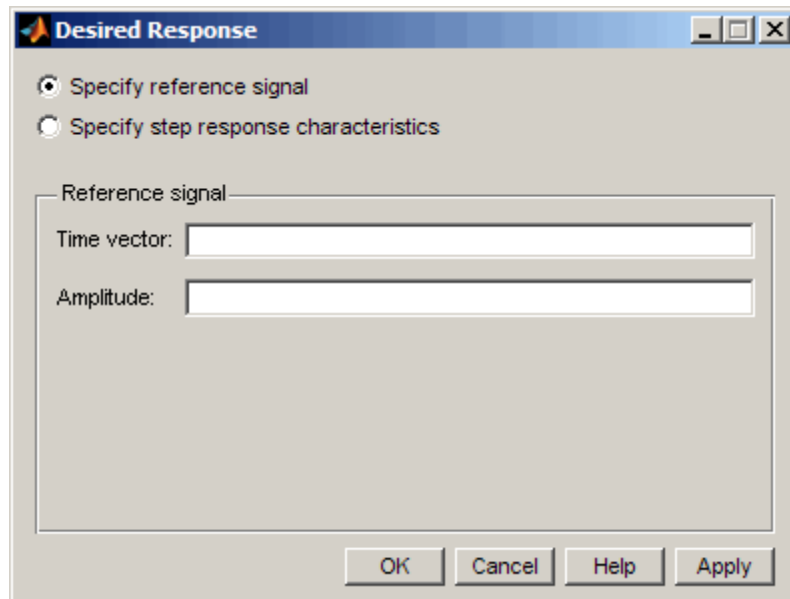 Desired Response
Specify reference signal
Specify step response characteristics
Reference signal
Time vector:
Amplitude:
OK Cancel Help Apply